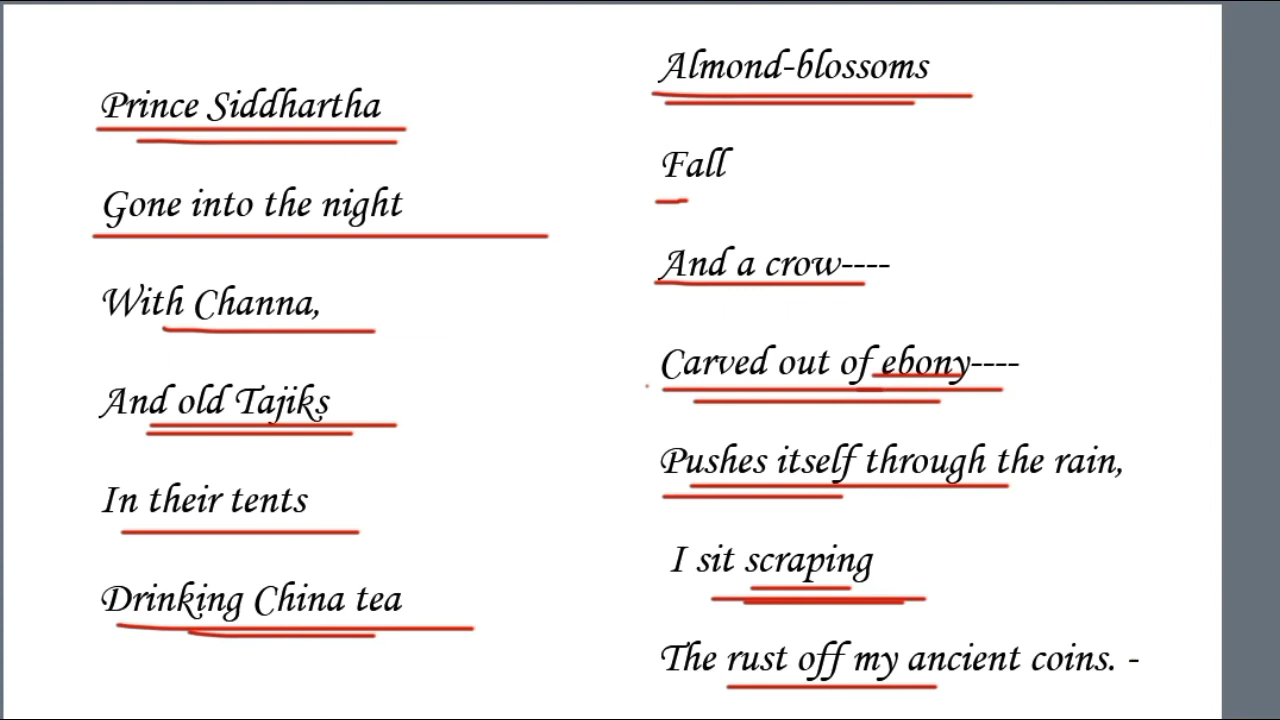 Prince Siddhartha
Gone into the night
With Channa,
And old Tajiks
In their tents
Drinking China tea
Almond-blossoms
Fall
And a crow----
Carved out of ebony----
Pushes itself through the rain,
I sit scraping
The rust off my ancient coins. -